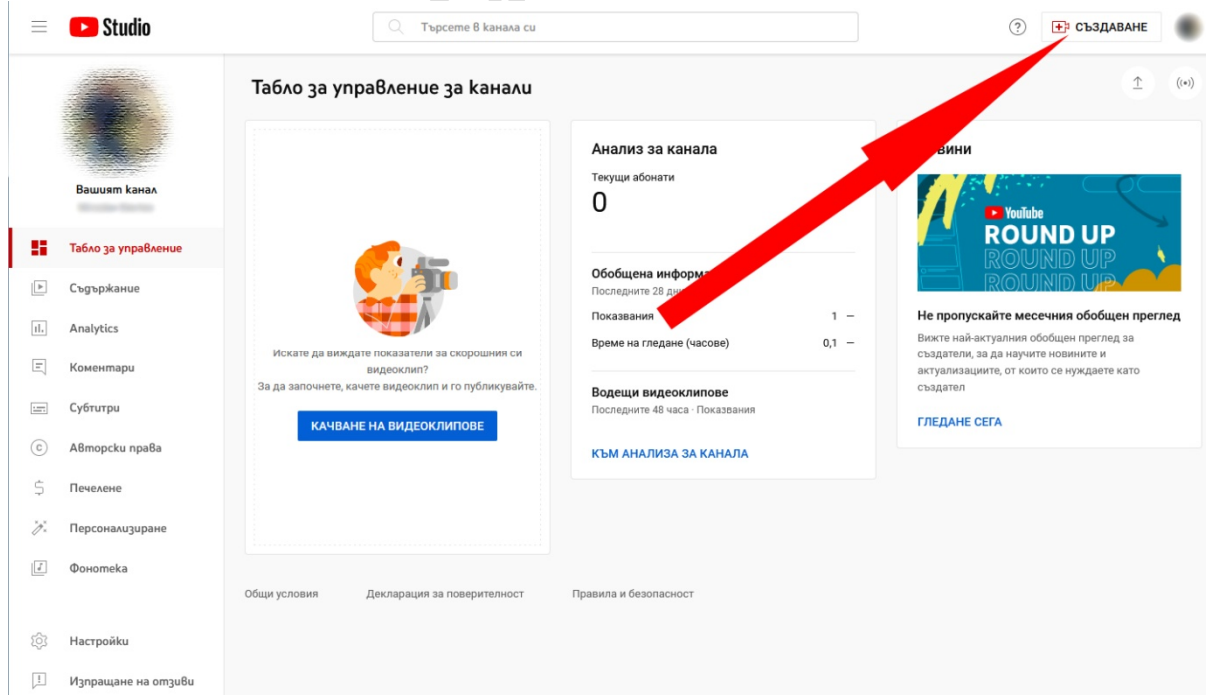 Studio
Търсете в канала си
СЪЗДАВАНЕ
Вашият канал
Табло за управление
Съдържание
Analytics
Коментари
Субтитри
Авторски права
Печелене
Персонализиране
Фонотека
Настройки
Изпращане на отзиви
Табло за управление за канали
Искате да виждате показатели за скорошния си
видеоклип?
За да започнете, качете видеоклип и го публикувайте.
КАЧВАНЕ НА ВИДЕОКЛИПОВЕ
Анализ за канала
Текущи абонати
0
Обобщена
Последните 28
Показвания 1 —
Време на гледане (часове) 0,1 —
Водещи видеоклипове
Последните 48 часа · Показвания
КЪМ АНАЛИЗА ЗА КАНАЛА
YouTube
ROUND UP
ROUND UP
ROUND UP
Не пропускайте месечния обобщен преглед
Вижте най-актуалния обобщен преглед за
създатели, за да научите новините и
актуализациите, от които се нуждаете като
създател
ГЛЕДАНЕ СЕГА
Общи условия
Декларация за поверителност
Правила и безопасност